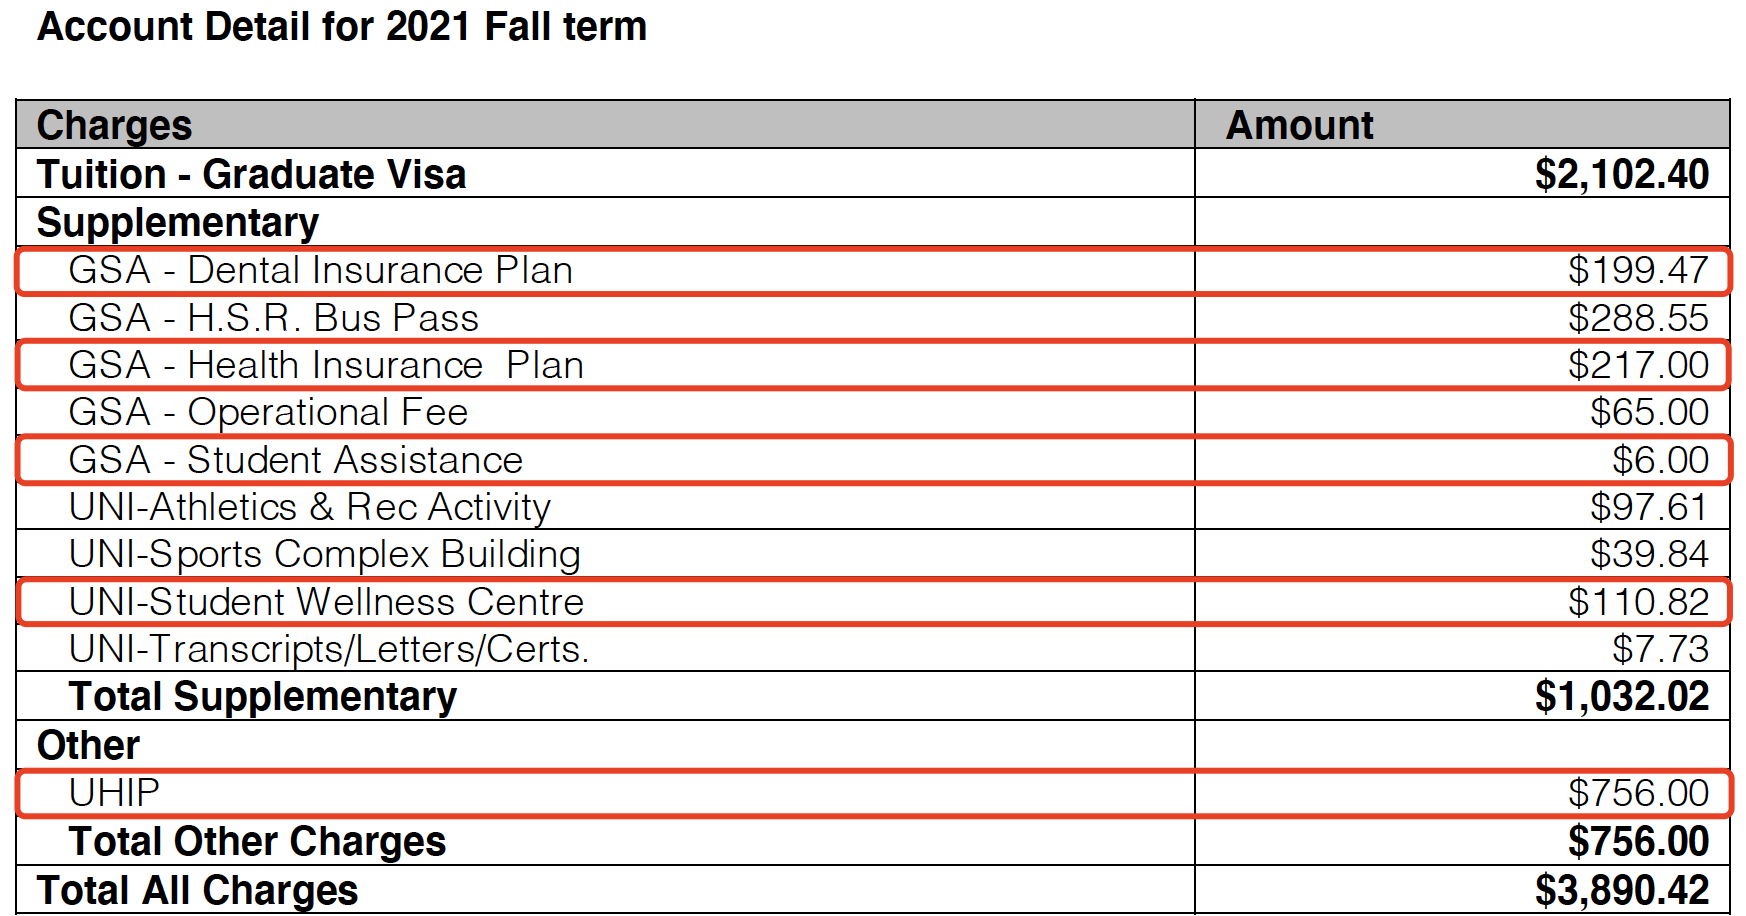 Account Detail for 2021 Fall term
Charges Amount
Tuition - Graduate Visa $2,102.40
Supplementary
GSA - Dental Insurance Plan $199.47
GSA - H.S.R. Bus Pass $288.55
GSA - Health Insurance  Plan $217.00
GSA - Operational Fee $65.00
GSA - Student Assistance $6.00
UNI-Athletics & Rec Activity $97.61
UNI-Sports Complex Building $39.84
UNI-Student Wellness Centre $110.82
UNI-Transcripts/Letters/Certs. $7.73
Total Supplementary $1,032.02
Other
UHIP $756.00
Total Other Charges $756.00
Total All Charges $3,890.42